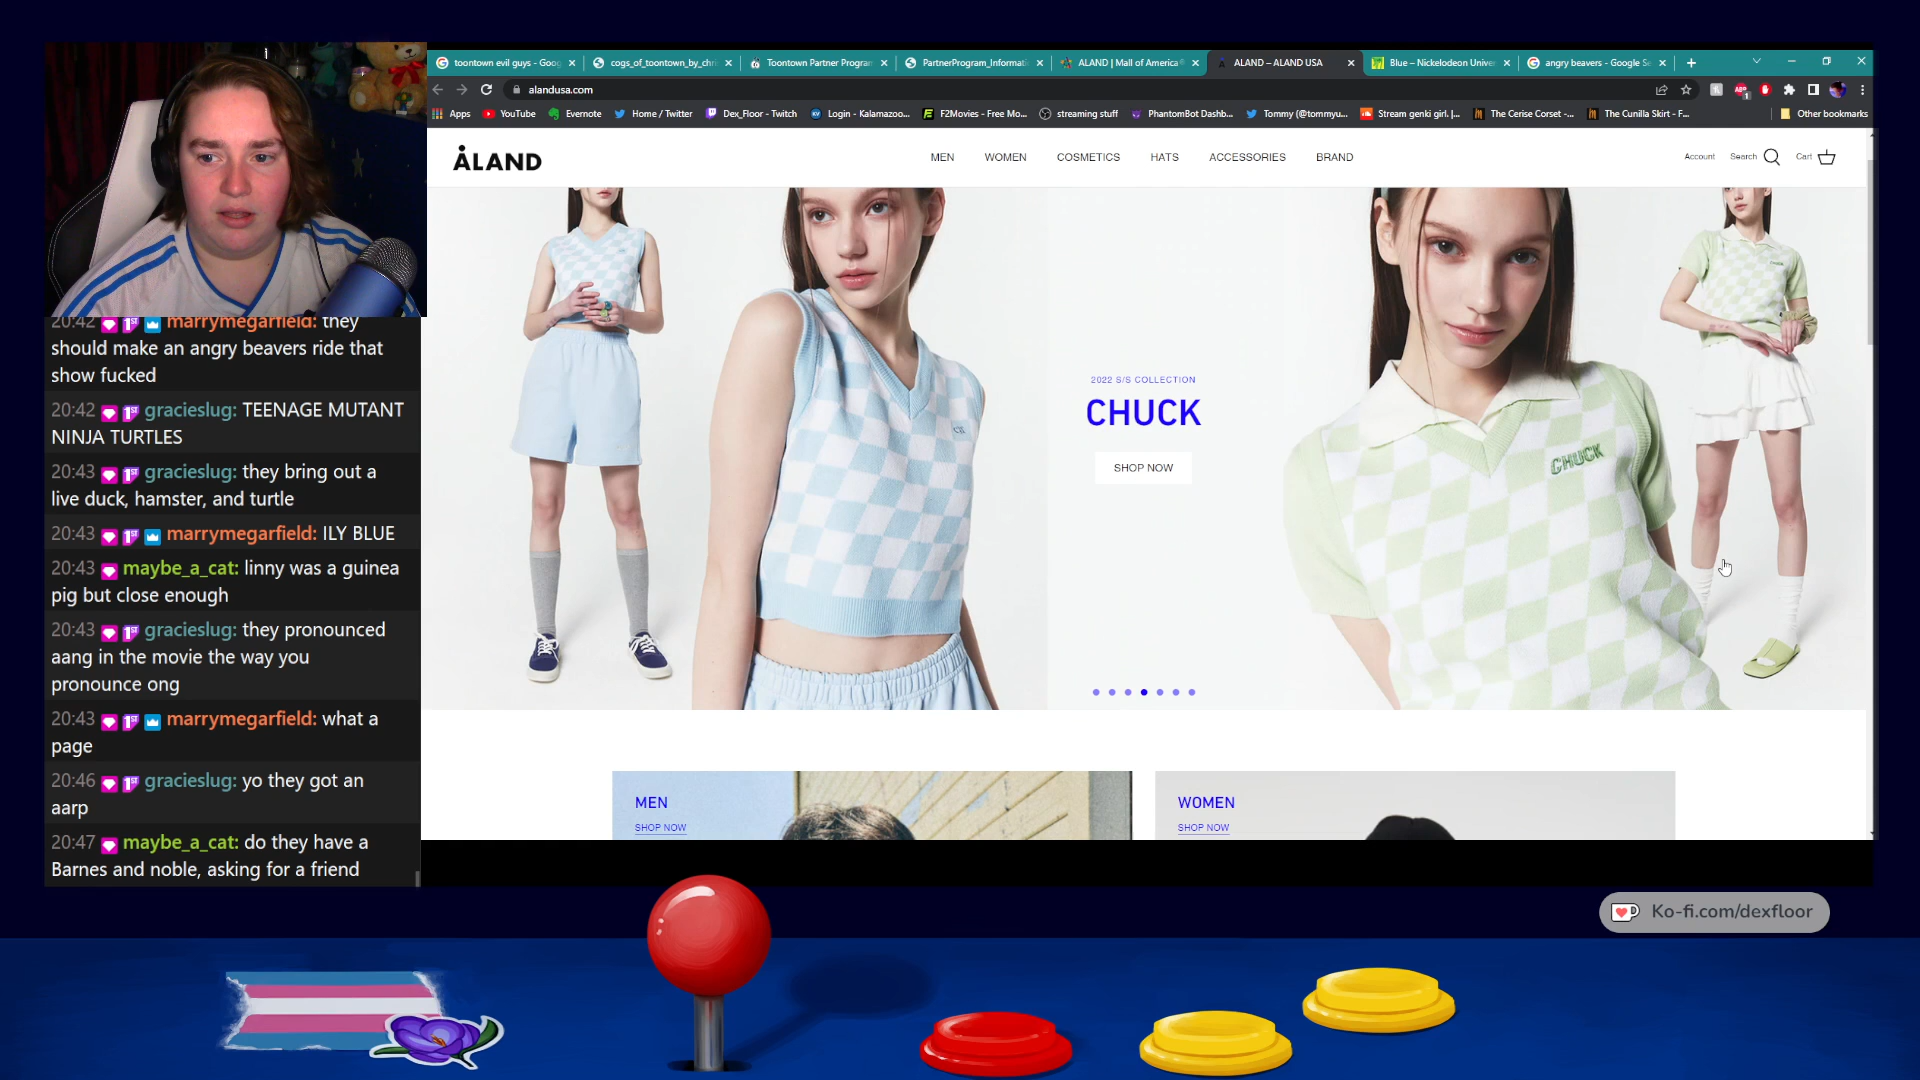 toontown evil guys - Goog
cogs_of_toontown_by_chri
Toontown Partner Program
PartnerProgram_Informati
ALAND | Mall of America®
ALAND – ALAND USA
Blue – Nickelodeon Univer
angry beavers - Google Se
alandusa.com
Apps
YouTube
Evernote
Home / Twitter
Dex_Floor - Twitch
Login - Kalamazoo...
F2Movies - Free Mo...
streaming stuff
PhantomBot Dashb...
Tommy (@tommyu...
Stream genki girl. |...
The Cerise Corset -...
The Cunilla Skirt - F...
Other bookmarks
ÅLAND
MEN
WOMEN
COSMETICS
HATS
ACCESSORIES
BRAND
Account
Search
Cart
2022 S/S COLLECTION
CHUCK
SHOP NOW
CHUCK
MEN
SHOP NOW
WOMEN
SHOP NOW
20:42 marrymegarfield: they
should make an angry beavers ride that
show fucked
20:42 gracieslug: TEENAGE MUTANT
NINJA TURTLES
20:43 gracieslug: they bring out a
live duck, hamster, and turtle
20:43 marrymegarfield: ILY BLUE
20:43 maybe_a_cat: linny was a guinea
pig but close enough
20:43 gracieslug: they pronounced
aang in the movie the way you
pronounce ong
20:43 marrymegarfield: what a
page
20:46 gracieslug: yo they got an
aarp
20:47 maybe_a_cat: do they have a
Barnes and noble, asking for a friend
Ko-fi.com/dexfloor